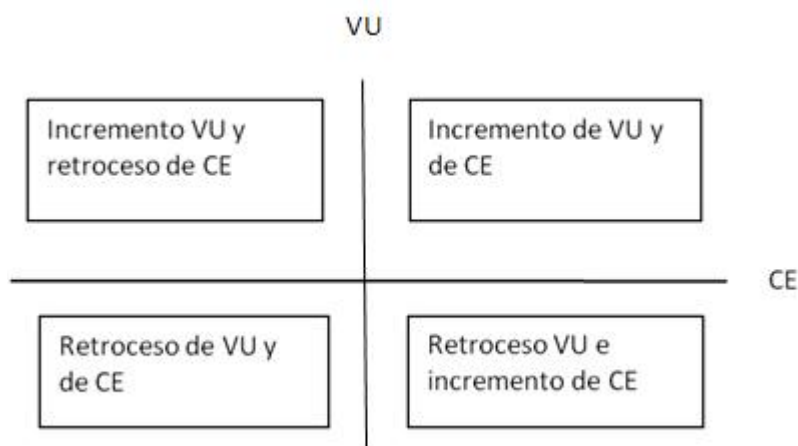 VU
Incremento VU y
retroceso de CE
Incremento de VU y
de CE
CE
Retroceso de VU y
de CE
Retroceso VU e
incremento de CE